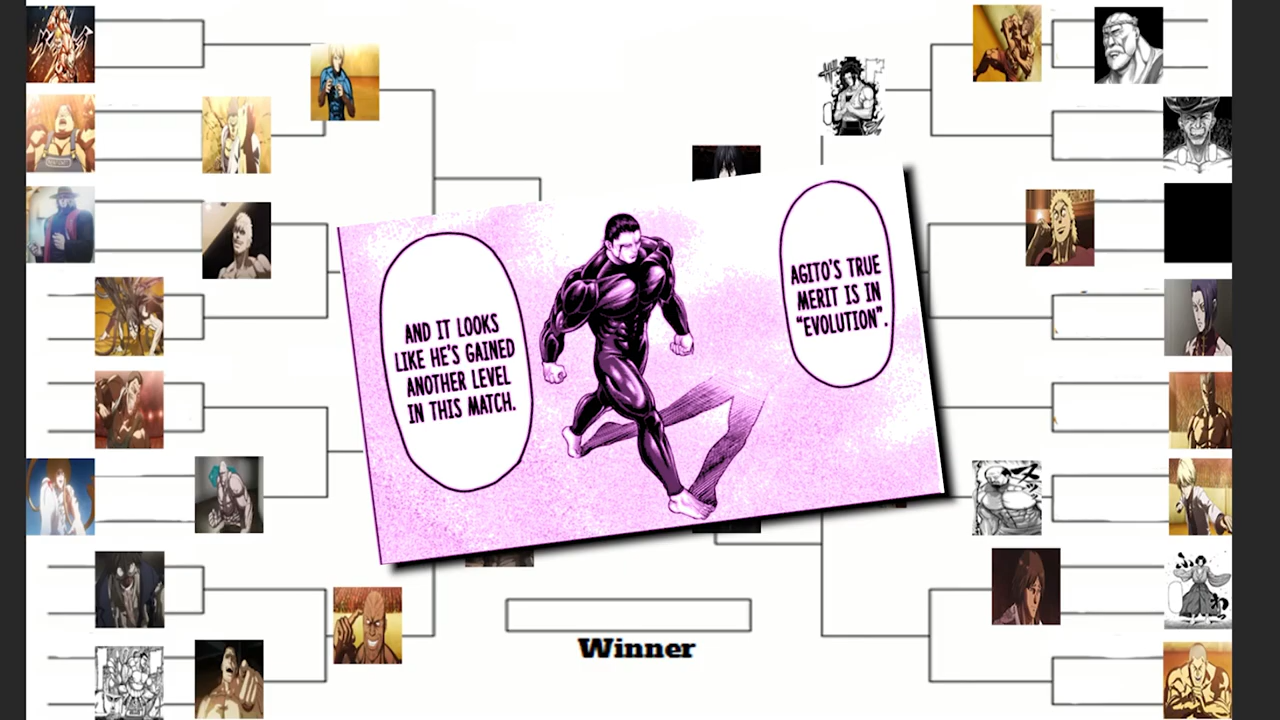 AND IT LOOKS
LIKE HE'S GAINED
ANOTHER LEVEL
IN THIS MATCH.
AGITO'S TRUE
MERIT IS IN
"EVOLUTION".
Winner